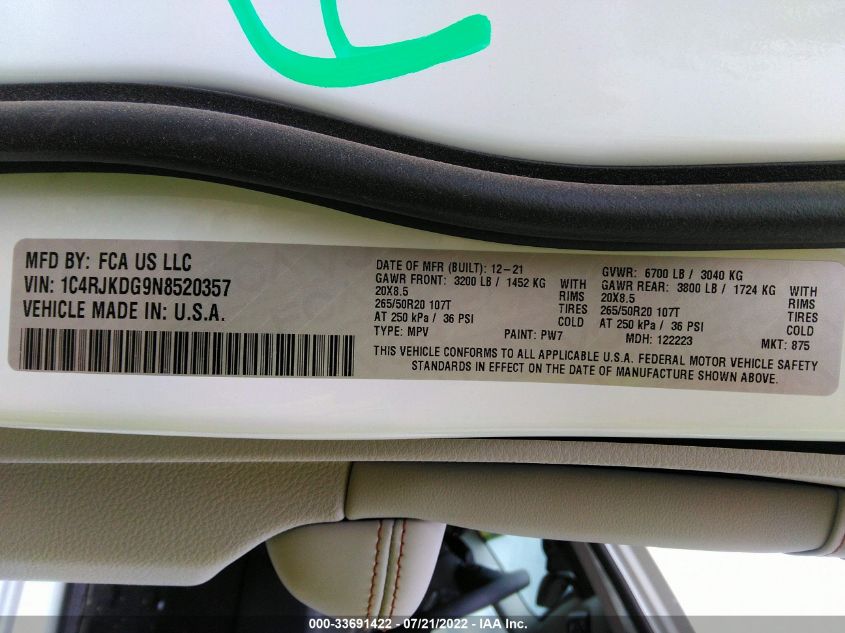 MFD BY: FCA US LLC
VIN: 1C4RJKDG9N8520357
VEHICLE MADE IN: U.S.A.
DATE OF MFR (BUILT): 12-21
GAWR FRONT: 3200 LB / 1452 KG WITH
20X8.5 RIMS
265/50R20 107T TIRES
AT 250 kPa / 36 PSI COLD
TYPE: MPV PAINT: PW7
GVWR: 6700 LB / 3040 KG
GAWR REAR: 3800 LB / 1724 KG WITH
20X8.5 RIMS
265/50R20 107T TIRES
AT 250 kPa / 36 PSI COLD
MDH: 122223 MKT: 875
THIS VEHICLE CONFORMS TO ALL APPLICABLE U.S.A. FEDERAL MOTOR VEHICLE SAFETY
STANDARDS IN EFFECT ON THE DATE OF MANUFACTURE SHOWN ABOVE.
000-33691422 - 07/21/2022 - IAA Inc.